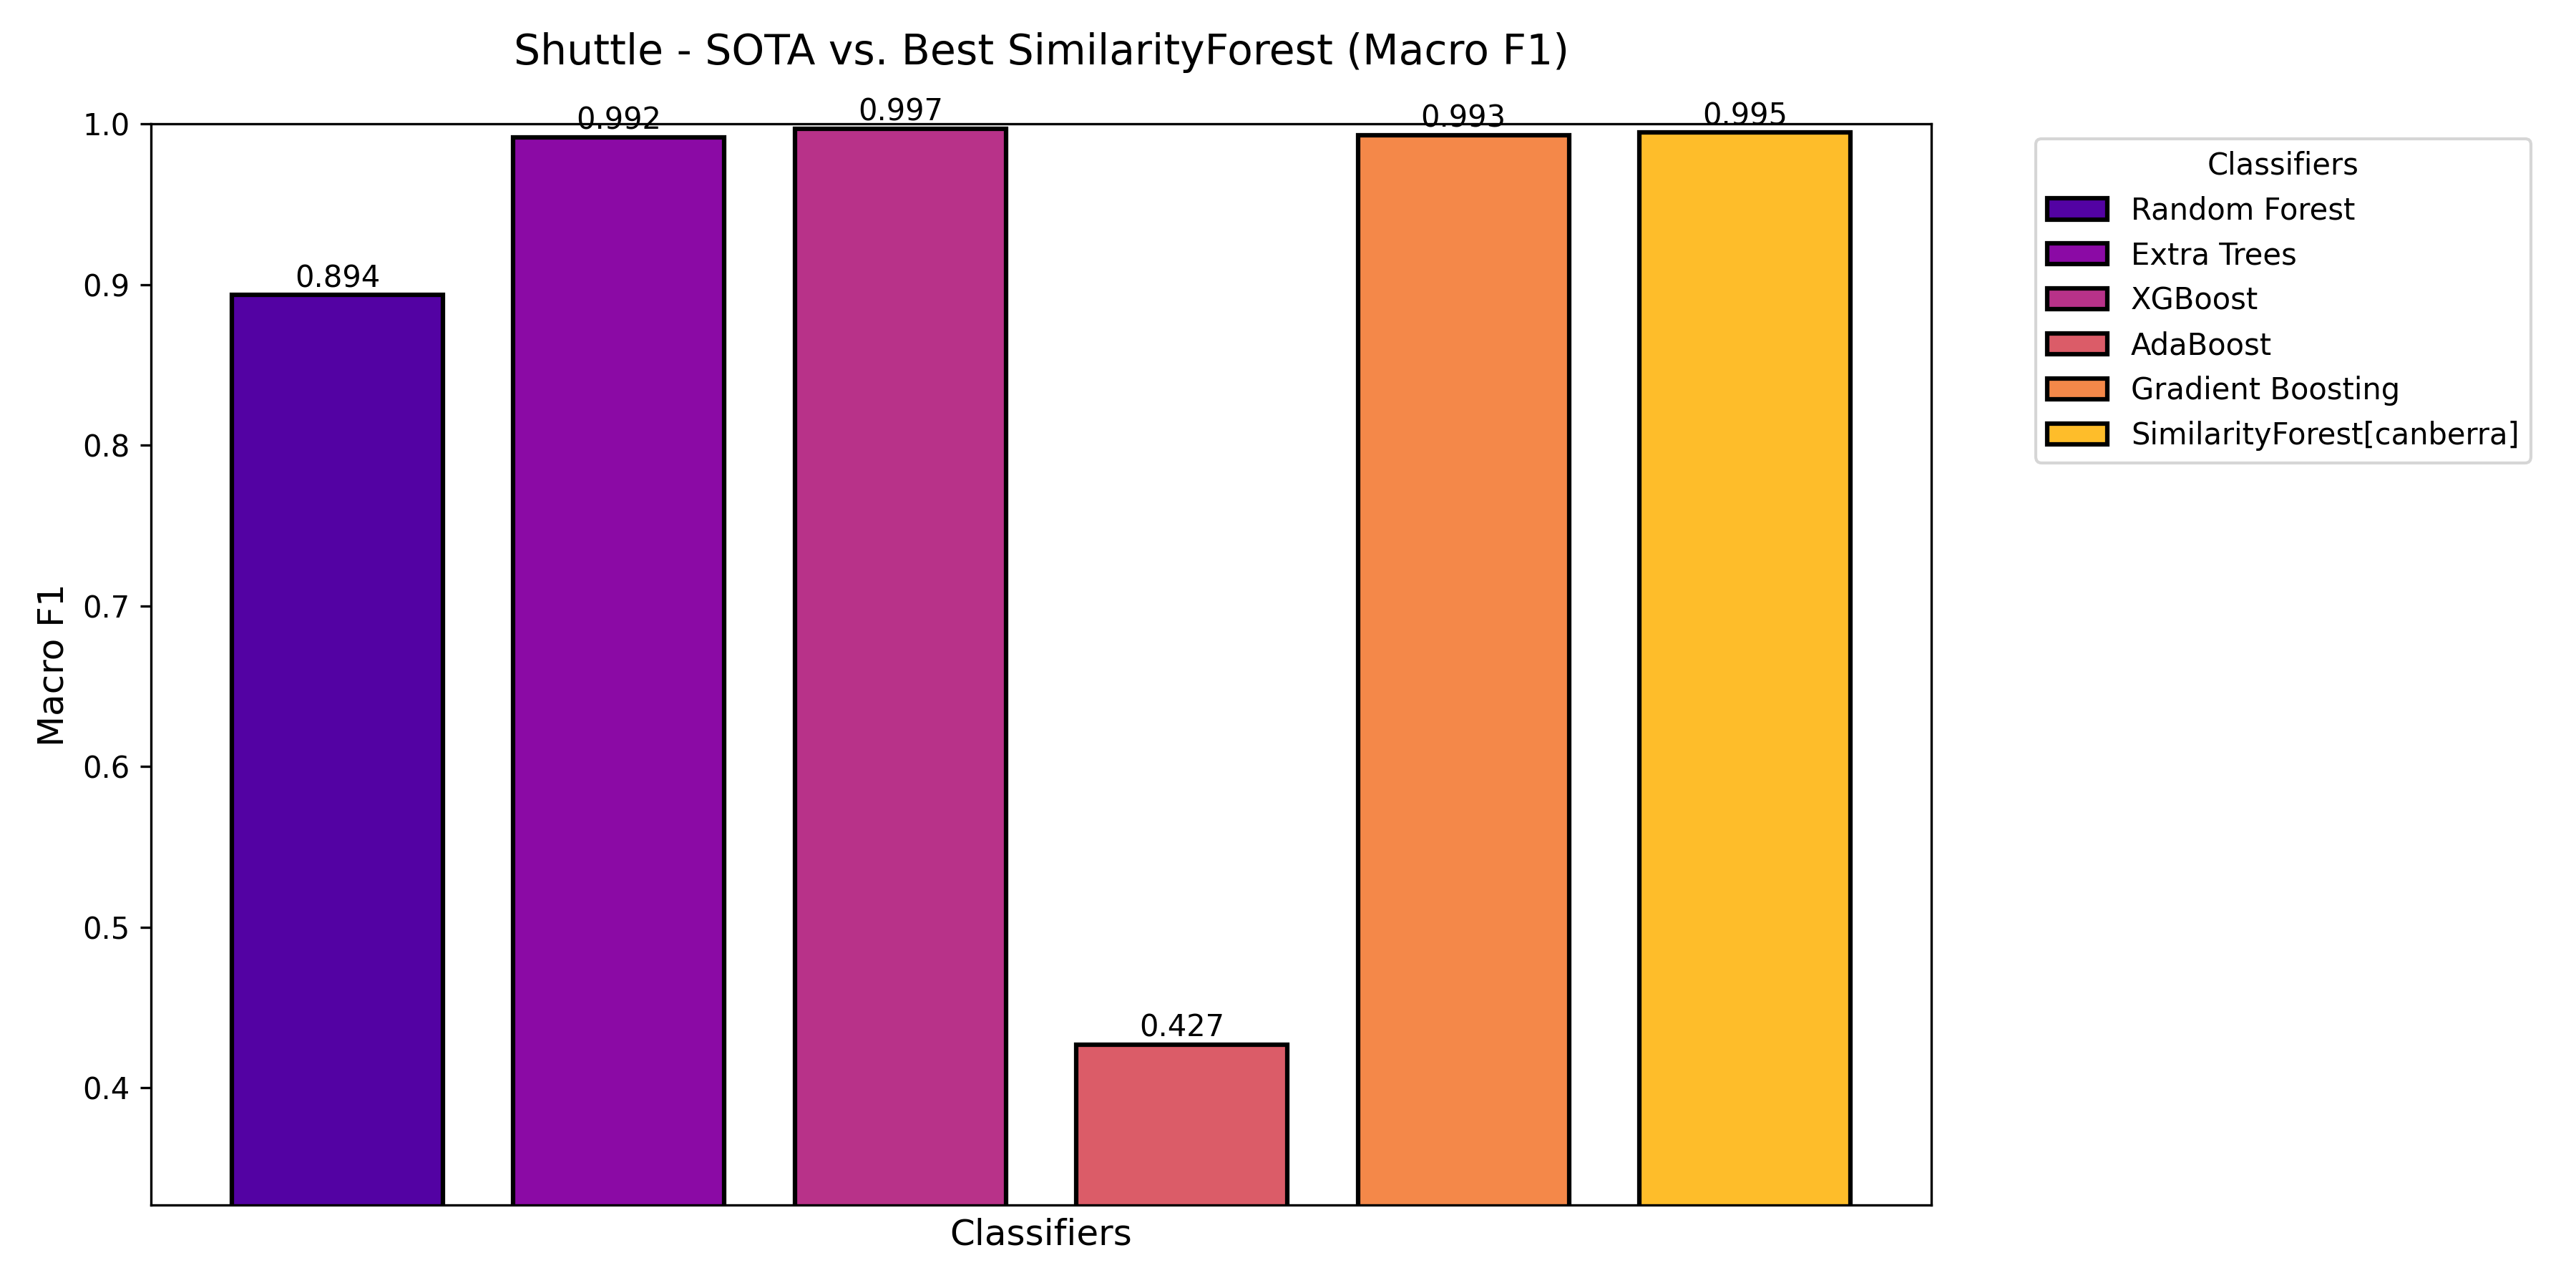 Shuttle - SOTA vs. Best SimilarityForest (Macro F1)
0.894
0.992
0.997
0.427
0.993
0.995
1.0
0.9
0.8
0.7
0.6
0.5
0.4
Macro F1
Classifiers
Classifiers
Random Forest
Extra Trees
XGBoost
AdaBoost
Gradient Boosting
SimilarityForest[canberra]